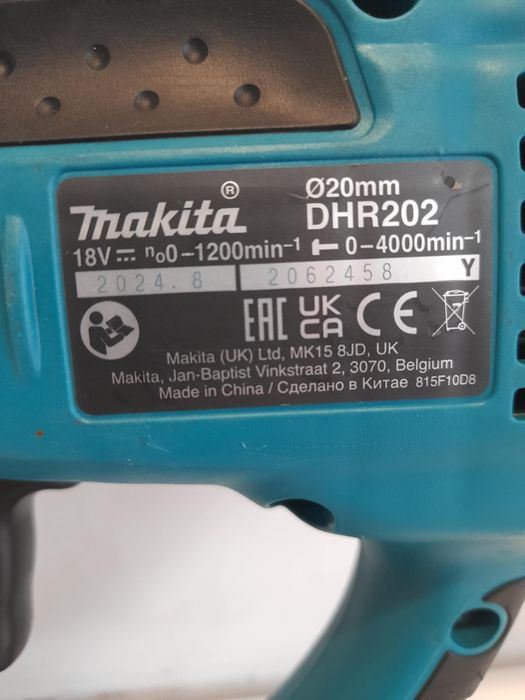 makita® Ø20mm
DHR202
18V n₀0-1200min⁻¹ 0-4000min⁻¹
2024.8 2062458 Y
EAC UK CA CE
Makita (UK) Ltd, MK15 8JD, UK
Makita, Jan-Baptist Vinkstraat 2, 3070, Belgium
Made in China / Сделано в Китае 815F10D8